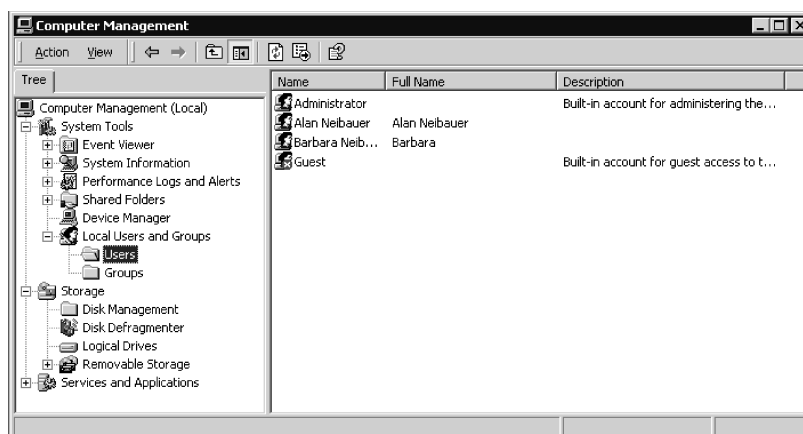 Computer Management
Action View
Tree
Name Full Name Description
Computer Management (Local)
System Tools
Event Viewer
System Information
Performance Logs and Alerts
Shared Folders
Device Manager
Local Users and Groups
Users
Groups
Storage
Disk Management
Disk Defragmenter
Logical Drives
Removable Storage
Services and Applications
Administrator Built-in account for administering the...
Alan Neibauer Alan Neibauer
Barbara Neib... Barbara
Guest Built-in account for guest access to t...